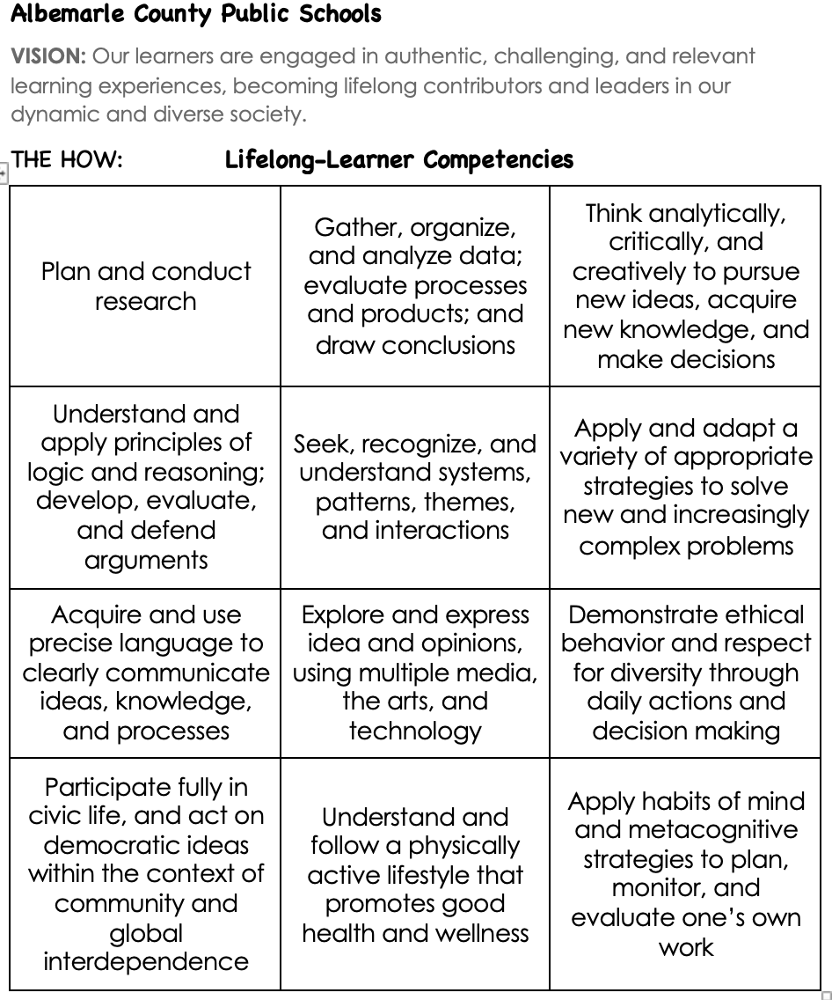 Albemarle County Public Schools
VISION: Our learners are engaged in authentic, challenging, and relevant
learning experiences, becoming lifelong contributors and leaders in our
dynamic and diverse society.
THE HOW: Lifelong-Learner Competencies
Plan and conduct
research
Gather, organize,
and analyze data;
evaluate processes
and products; and
draw conclusions
Think analytically,
critically, and
creatively to pursue
new ideas, acquire
new knowledge, and
make decisions
Understand and
apply principles of
logic and reasoning;
develop, evaluate,
and defend
arguments
Seek, recognize, and
understand systems,
patterns, themes,
and interactions
Apply and adapt a
variety of appropriate
strategies to solve
new and increasingly
complex problems
Acquire and use
precise language to
clearly communicate
ideas, knowledge,
and processes
Explore and express
idea and opinions,
using multiple media,
the arts, and
technology
Demonstrate ethical
behavior and respect
for diversity through
daily actions and
decision making
Participate fully in
civic life, and act on
democratic ideas
within the context of
community and
global
interdependence
Understand and
follow a physically
active lifestyle that
promotes good
health and wellness
Apply habits of mind
and metacognitive
strategies to plan,
monitor, and
evaluate one’s own
work